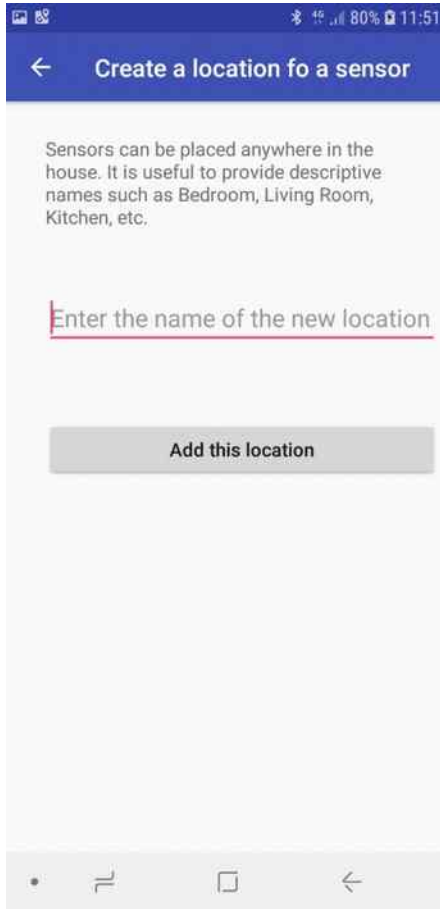 80% 11:51
Create a location fo a sensor
Sensors can be placed anywhere in the
house. It is useful to provide descriptive
names such as Bedroom, Living Room,
Kitchen, etc.
Enter the name of the new location
Add this location